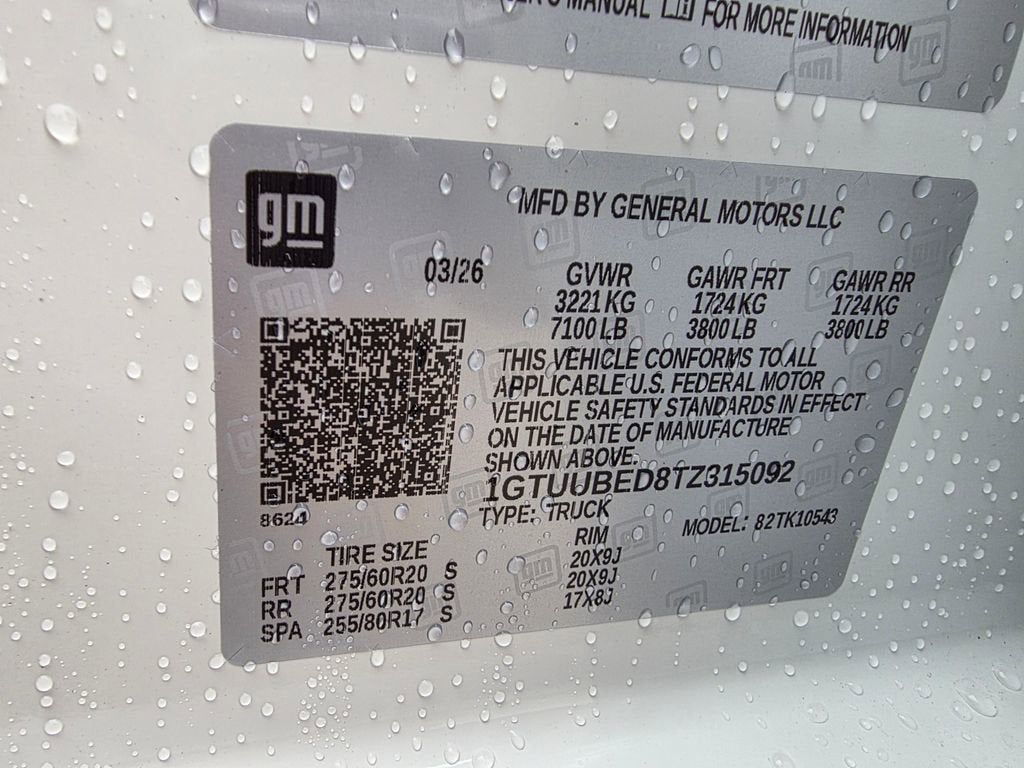 MANUAL FOR MORE INFORMATION
gm
MFD BY GENERAL MOTORS LLC
03/26 GVWR GAWR FRT GAWR RR
3221 KG 1724 KG 1724 KG
7100 LB 3800 LB 3800 LB
THIS VEHICLE CONFORMS TO ALL
APPLICABLE U.S. FEDERAL MOTOR
VEHICLE SAFETY STANDARDS IN EFFECT
ON THE DATE OF MANUFACTURE
SHOWN ABOVE.
1GTUUBED8TZ315092
8624 TYPE: TRUCK MODEL: 82TK10543
TIRE SIZE RIM
FRT 275/60R20 S 20X9J
RR 275/60R20 S 20X9J
SPA 255/80R17 S 17X8J